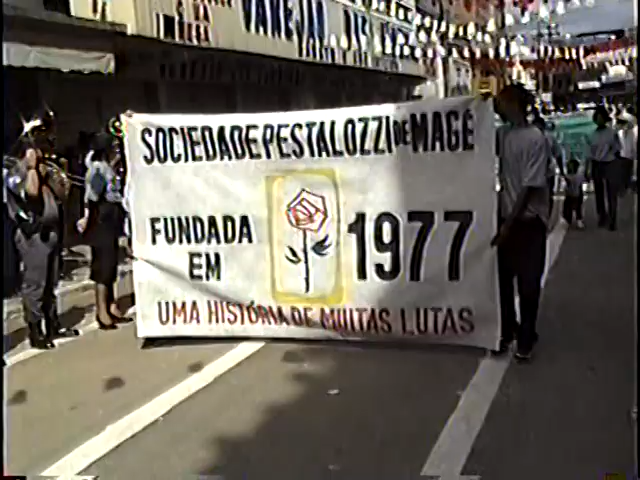 SOCIEDADE PESTALOZZI DE MAGÉ
FUNDADA
EM
1977
UMA HISTÓRIA DE MUITAS LUTAS